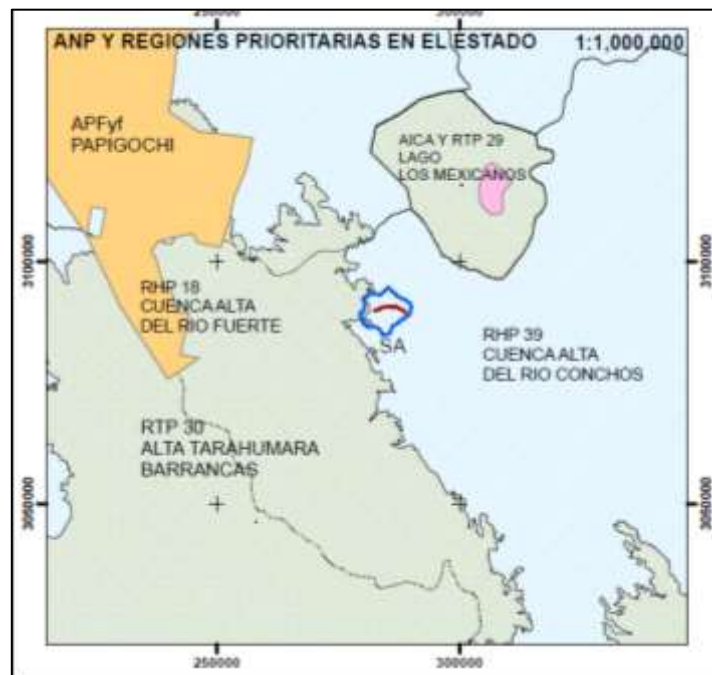 250000
300000
ANP Y REGIONES PRIORITARIAS EN EL ESTADO
1:1,000,000
APFyf
PAPIGOCHI
AICA Y RTP 29
LAGO
LOS MEXICANOS
3100000
3100000
RHP 18
CUENCA ALTA
DEL RIO FUERTE
SA
RHP 39
CUENCA ALTA
DEL RIO CONCHOS
RTP 30
ALTA TARAHUMARA
BARRANCAS
3050000
3050000
250000
300000